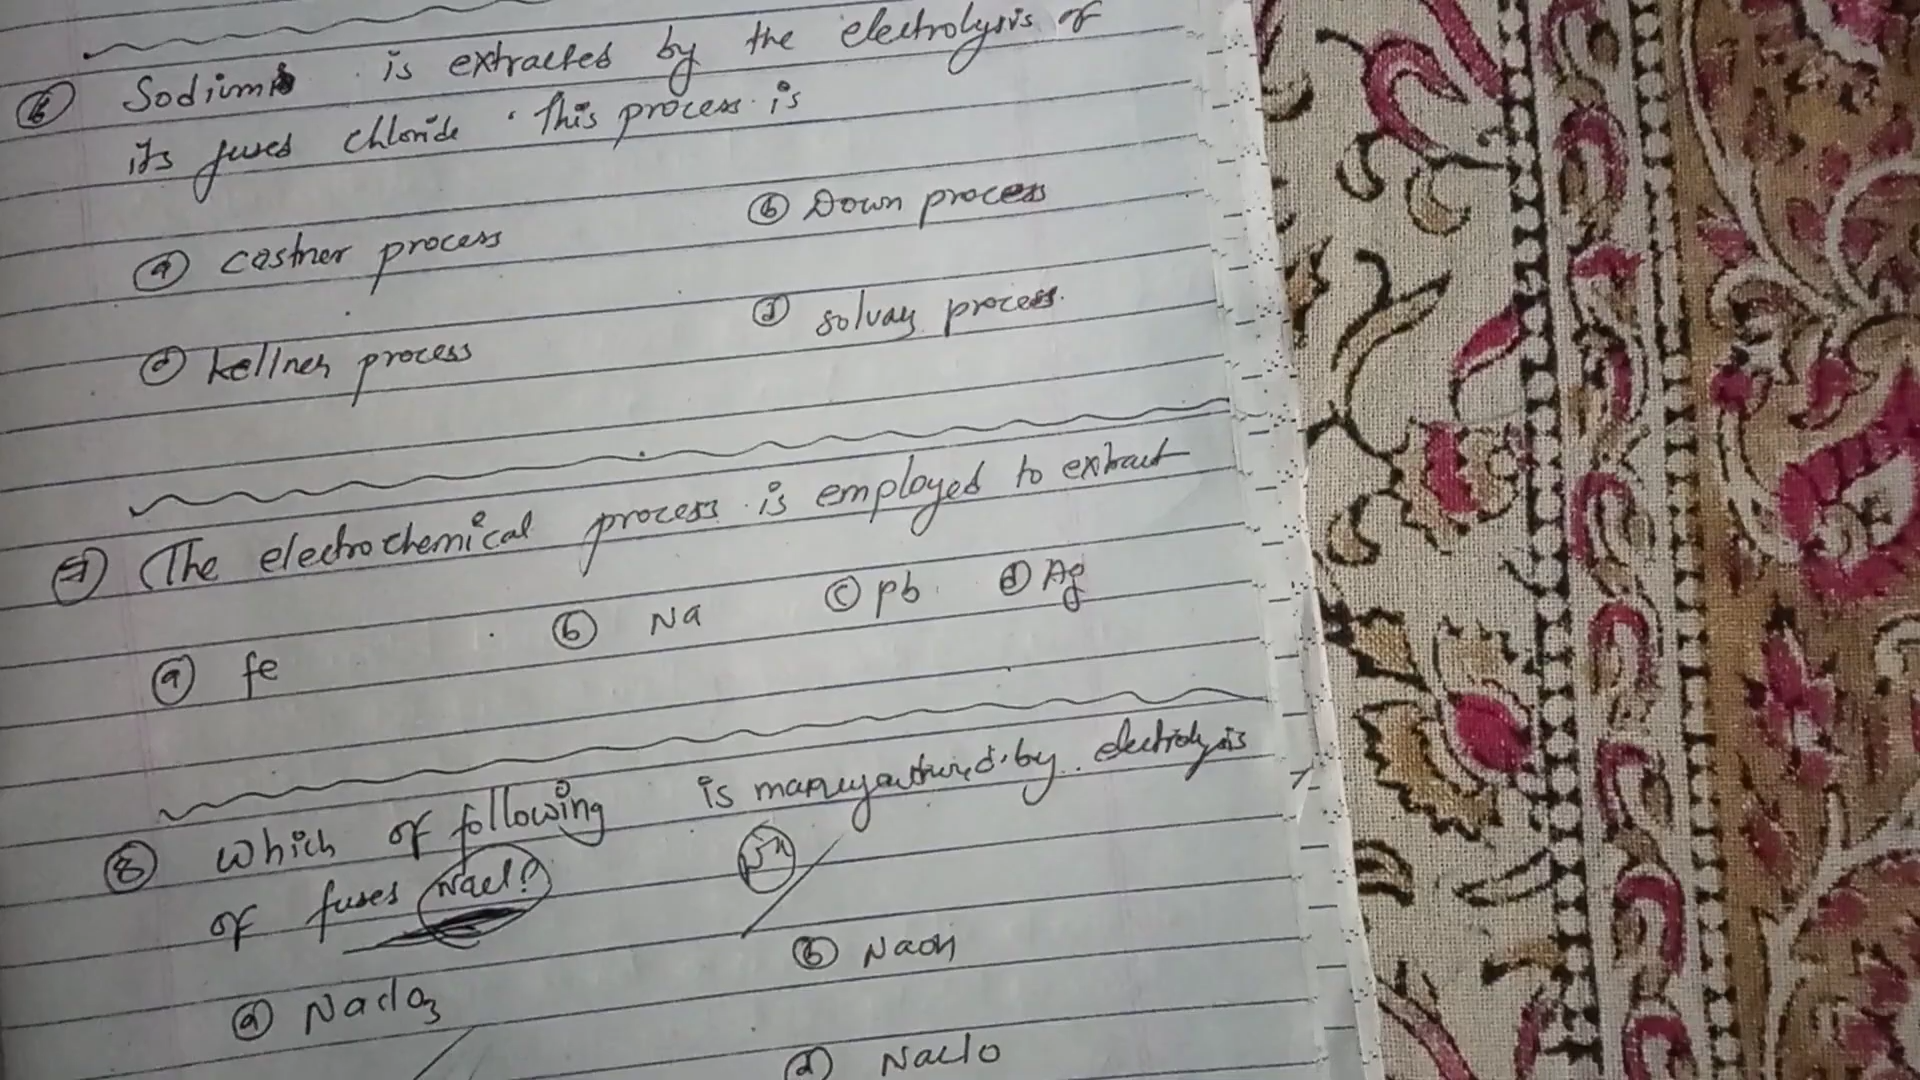 6 Sodium is extracted by the electrolysis of
its fused chloride. This process is
a castner process b Down process
c kellner process d solvay process.
7 The electrochemical process is employed to extract
a fe b Na c pb d Ag
8 which of following is manufactured by electrolysis
of fuses Nacl?
a NaclO3 b NaOH
d NaclO